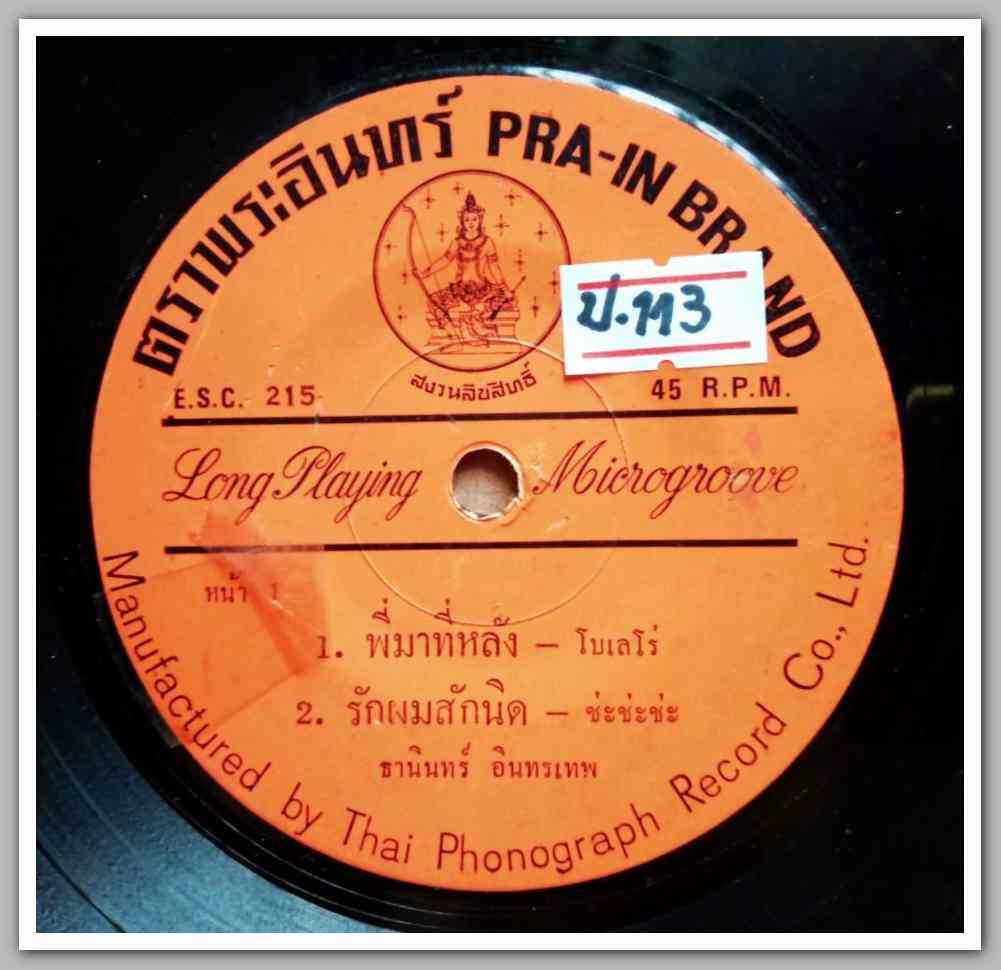 ตราพระอินทร์ PRA-IN BRAND
สงวนลิขสิทธิ์
ป.113
E.S.C. 215
45 R.P.M.
Long Playing Microgroove
หน้า 1
1. พี่มาที่หลัง – โบเลโร่
2. รักผมสักนิด – ช่ะช่ะช่ะ
ธานินทร์ อินทรเทพ
Manufactured by Thai Phonograph Record Co., Ltd.